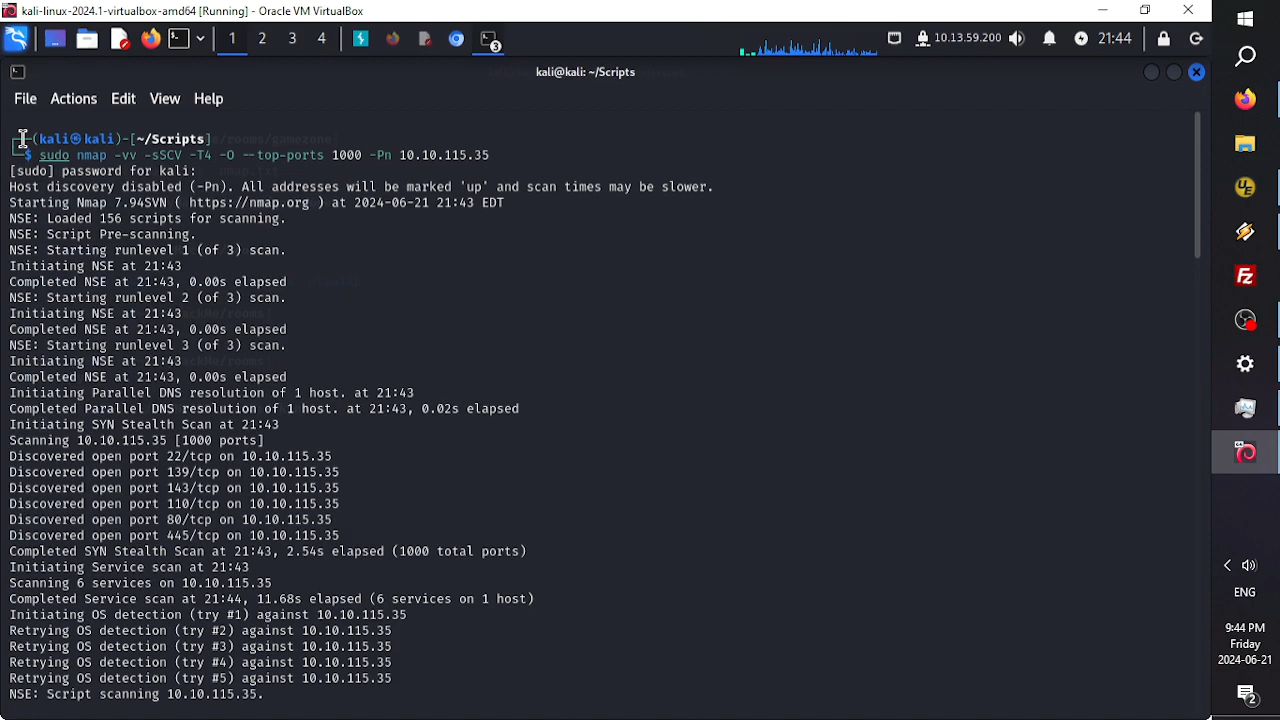 kali-linux-2024.1-virtualbox-amd64 [Running] - Oracle VM VirtualBox
1 2 3 4
3
10.13.59.200
21:44
kali@kali: ~/Scripts
File Actions Edit View Help
(kali㉿kali)-[~/Scripts]
$ sudo nmap -vv -sSCV -T4 -O --top-ports 1000 -Pn 10.10.115.35
[sudo] password for kali:
Host discovery disabled (-Pn). All addresses will be marked 'up' and scan times may be slower.
Starting Nmap 7.94SVN ( https://nmap.org ) at 2024-06-21 21:43 EDT
NSE: Loaded 156 scripts for scanning.
NSE: Script Pre-scanning.
NSE: Starting runlevel 1 (of 3) scan.
Initiating NSE at 21:43
Completed NSE at 21:43, 0.00s elapsed
NSE: Starting runlevel 2 (of 3) scan.
Initiating NSE at 21:43
Completed NSE at 21:43, 0.00s elapsed
NSE: Starting runlevel 3 (of 3) scan.
Initiating NSE at 21:43
Completed NSE at 21:43, 0.00s elapsed
Initiating Parallel DNS resolution of 1 host. at 21:43
Completed Parallel DNS resolution of 1 host. at 21:43, 0.02s elapsed
Initiating SYN Stealth Scan at 21:43
Scanning 10.10.115.35 [1000 ports]
Discovered open port 22/tcp on 10.10.115.35
Discovered open port 139/tcp on 10.10.115.35
Discovered open port 143/tcp on 10.10.115.35
Discovered open port 110/tcp on 10.10.115.35
Discovered open port 80/tcp on 10.10.115.35
Discovered open port 445/tcp on 10.10.115.35
Completed SYN Stealth Scan at 21:43, 2.54s elapsed (1000 total ports)
Initiating Service scan at 21:43
Scanning 6 services on 10.10.115.35
Completed Service scan at 21:44, 11.68s elapsed (6 services on 1 host)
Initiating OS detection (try #1) against 10.10.115.35
Retrying OS detection (try #2) against 10.10.115.35
Retrying OS detection (try #3) against 10.10.115.35
Retrying OS detection (try #4) against 10.10.115.35
Retrying OS detection (try #5) against 10.10.115.35
NSE: Script scanning 10.10.115.35.
UE
FZ
ENG
9:44 PM
Friday
2024-06-21
2